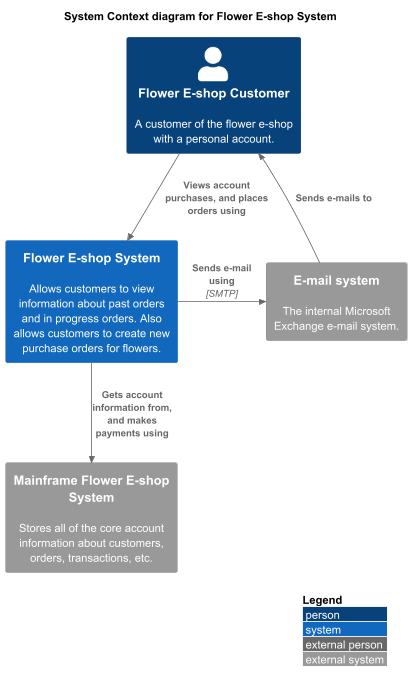 System Context diagram for Flower E-shop System
Flower E-shop Customer
A customer of the flower e-shop
with a personal account.
Views account
purchases, and places
orders using
Sends e-mails to
Flower E-shop System
Allows customers to view
information about past orders
and in progress orders. Also
allows customers to create new
purchase orders for flowers.
Sends e-mail
using
[SMTP]
E-mail system
The internal Microsoft
Exchange e-mail system.
Gets account
information from,
and makes
payments using
Mainframe Flower E-shop
System
Stores all of the core account
information about customers,
orders, transactions, etc.
Legend
person
system
external person
external system